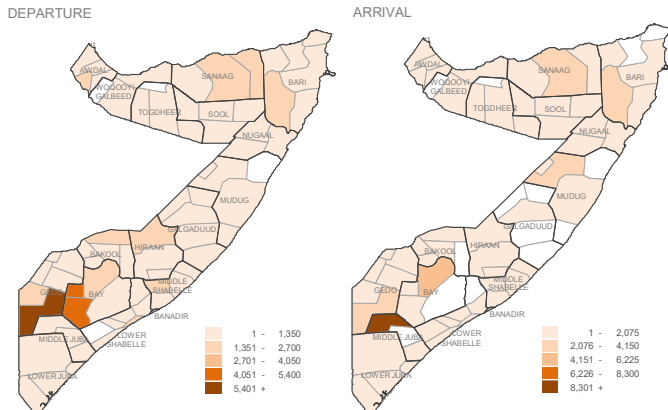 DEPARTURE
AWDAL
WOQOOYI
GALBEED
TOGDHEER
SANAAG
SOOL
BARI
NUGAAL
MUDUG
GALGADUUD
HIRAAN
BAKOOL
GEDO
BAY
MIDDLE
SHABELLE
BANADIR
LOWER
SHABELLE
MIDDLE JUBA
LOWER JUBA
1 - 1,350
1,351 - 2,700
2,701 - 4,050
4,051 - 5,400
5,401 +
ARRIVAL
AWDAL
WOQOOYI
GALBEED
TOGDHEER
SANAAG
SOOL
BARI
NUGAAL
MUDUG
GALGADUUD
HIRAAN
BAKOOL
GEDO
BAY
MIDDLE
SHABELLE
BANADIR
LOWER
SHABELLE
MIDDLE JUBA
LOWER JUBA
1 - 2,075
2,076 - 4,150
4,151 - 6,225
6,226 - 8,300
8,301 +